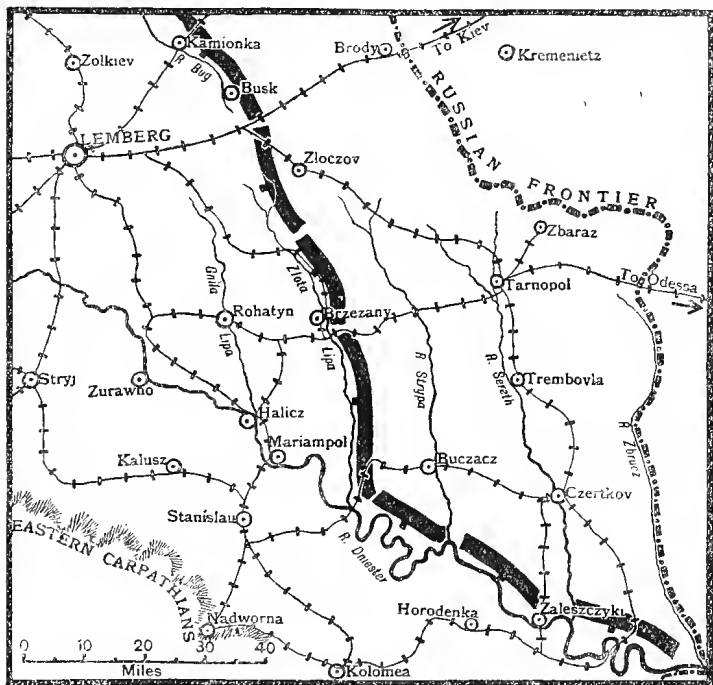 Kamionka
Brody
To Kiev
Kremenietz
Zolkiev
R. Bug
Busk
RUSSIAN FRONTIER
LEMBERG
Zloczov
Zbaraz
Gnila
Lipa
Zlota
Lipa
Tarnopol
To Odessa
Rohatyn
Brzezany
R. Strypa
R. Sereth
Stryj
Zurawno
Trembovla
Halicz
R. Zbrucz
Mariampol
Kalusz
Buczacz
Czertkov
Stanislau
EASTERN CARPATHIANS
R. Dniester
Nadworna
Horodenka
Zaleszczyki
0 10 20 30 40
Miles
Kolomea